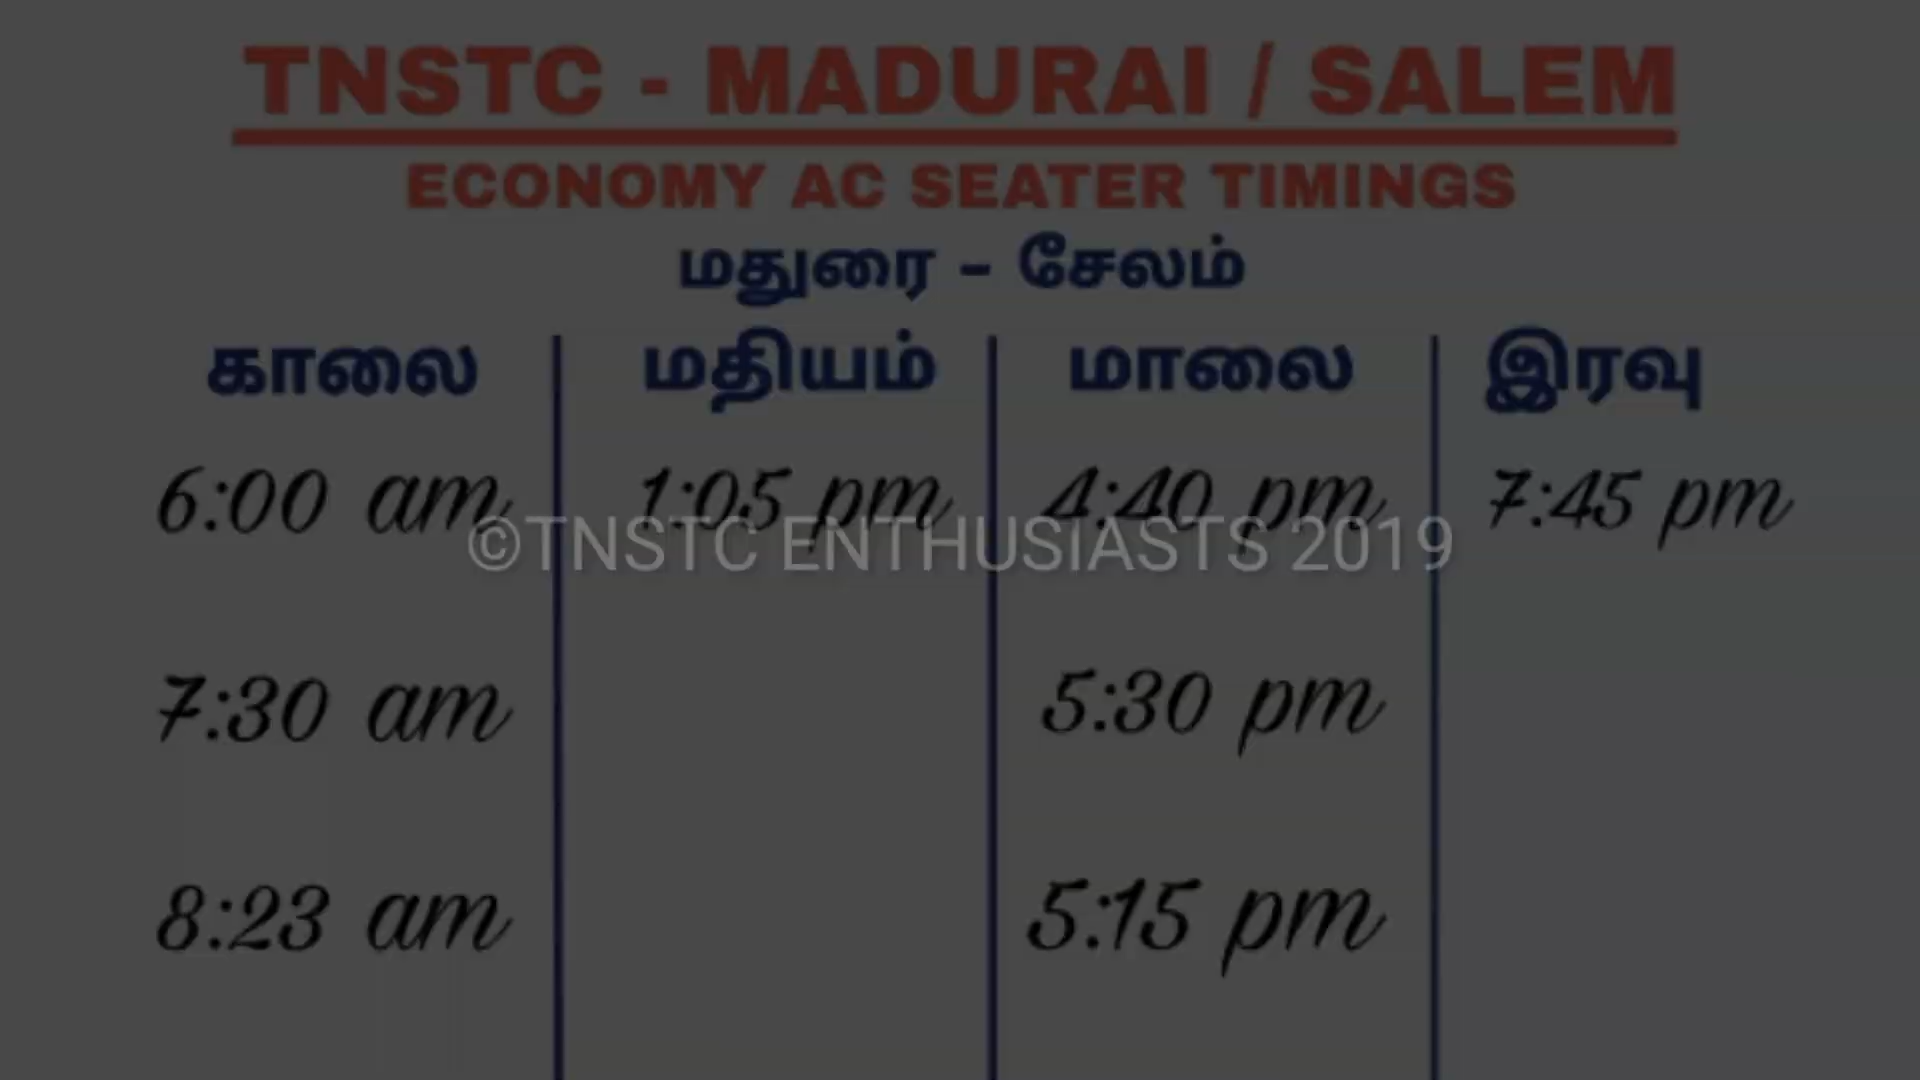 TNSTC - MADURAI / SALEM
ECONOMY AC SEATER TIMINGS
மதுரை - சேலம்
காலை மதியம் மாலை இரவு
6:00 am 1:05 pm 4:40 pm 7:45 pm
©TNSTC ENTHUSIASTS 2019
7:30 am 5:30 pm
8:23 am 5:15 pm